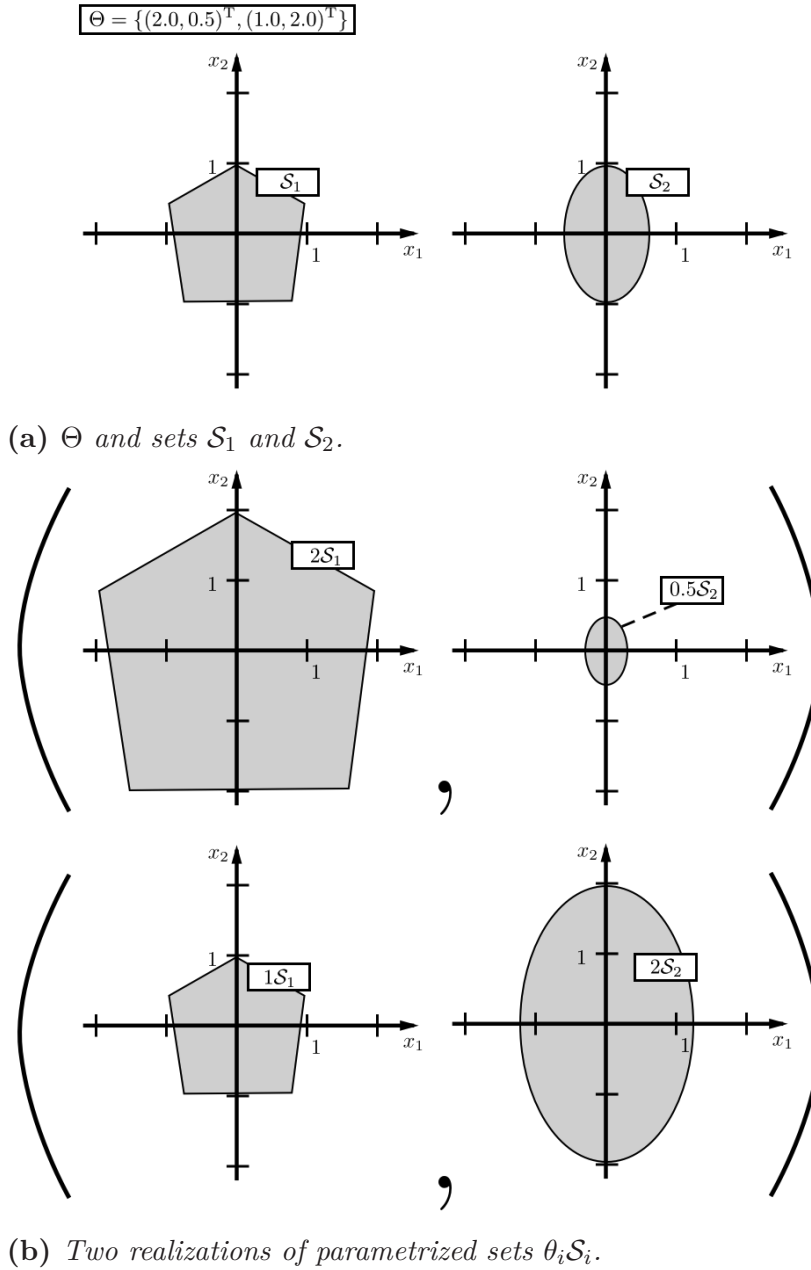 Θ = {(2.0, 0.5)ᵀ, (1.0, 2.0)ᵀ}
x₂
1
S₁
1
x₁
x₂
1
S₂
1
x₁
(a) Θ and sets S₁ and S₂.
(
x₂
1
2S₁
1
x₁
,
x₂
1
0.5S₂
1
x₁
)
(
x₂
1
1S₁
1
x₁
,
x₂
1
2S₂
1
x₁
)
(b) Two realizations of parametrized sets θᵢSᵢ.